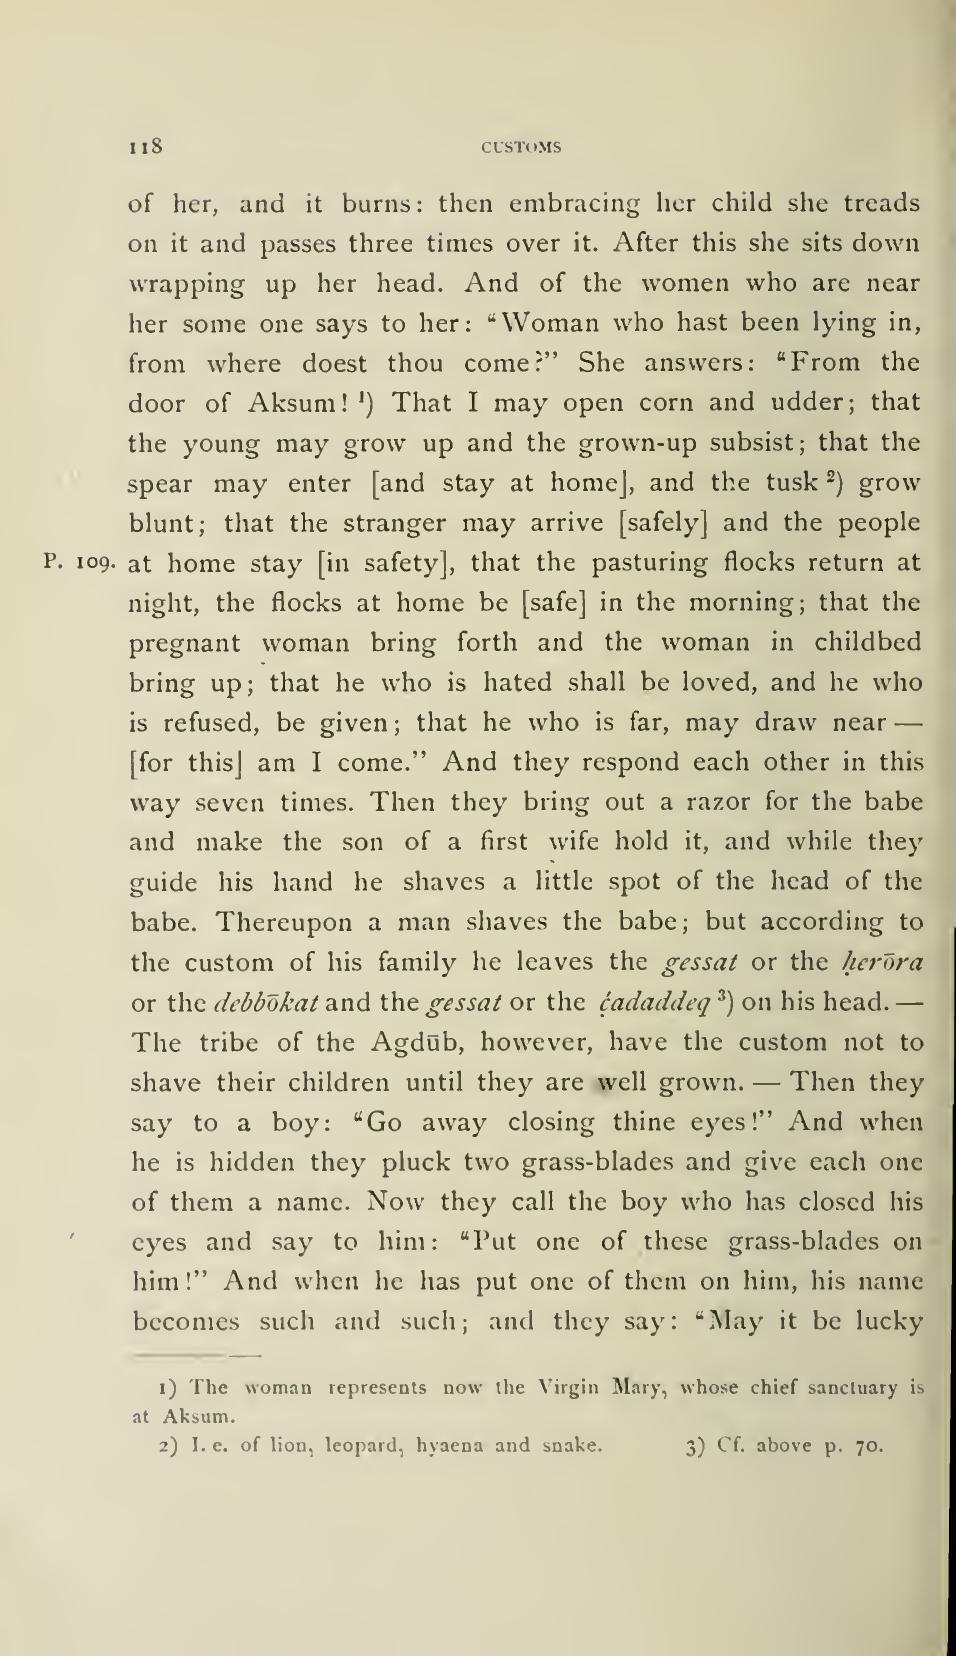 118 CUSTOMS
of her, and it burns: then embracing her child she treads
on it and passes three times over it. After this she sits down
wrapping up her head. And of the women who are near
her some one says to her: “Woman who hast been lying in,
from where doest thou come?” She answers: “From the
door of Aksum! ¹) That I may open corn and udder; that
the young may grow up and the grown-up subsist; that the
spear may enter [and stay at home], and the tusk ²) grow
blunt; that the stranger may arrive [safely] and the people
P. 109. at home stay [in safety], that the pasturing flocks return at
night, the flocks at home be [safe] in the morning; that the
pregnant woman bring forth and the woman in childbed
bring up; that he who is hated shall be loved, and he who
is refused, be given; that he who is far, may draw near —
[for this] am I come.” And they respond each other in this
way seven times. Then they bring out a razor for the babe
and make the son of a first wife hold it, and while they
guide his hand he shaves a little spot of the head of the
babe. Thereupon a man shaves the babe; but according to
the custom of his family he leaves the gessat or the ḥerōra
or the debbōkat and the gessat or the c̣adaddeq ³) on his head. —
The tribe of the Agdūb, however, have the custom not to
shave their children until they are well grown. — Then they
say to a boy: “Go away closing thine eyes!” And when
he is hidden they pluck two grass-blades and give each one
of them a name. Now they call the boy who has closed his
eyes and say to him: “Put one of these grass-blades on
him!” And when he has put one of them on him, his name
becomes such and such; and they say: “May it be lucky
1) The woman represents now the Virgin Mary, whose chief sanctuary is
at Aksum.
2) I. e. of lion, leopard, hyaena and snake. 3) Cf. above p. 70.